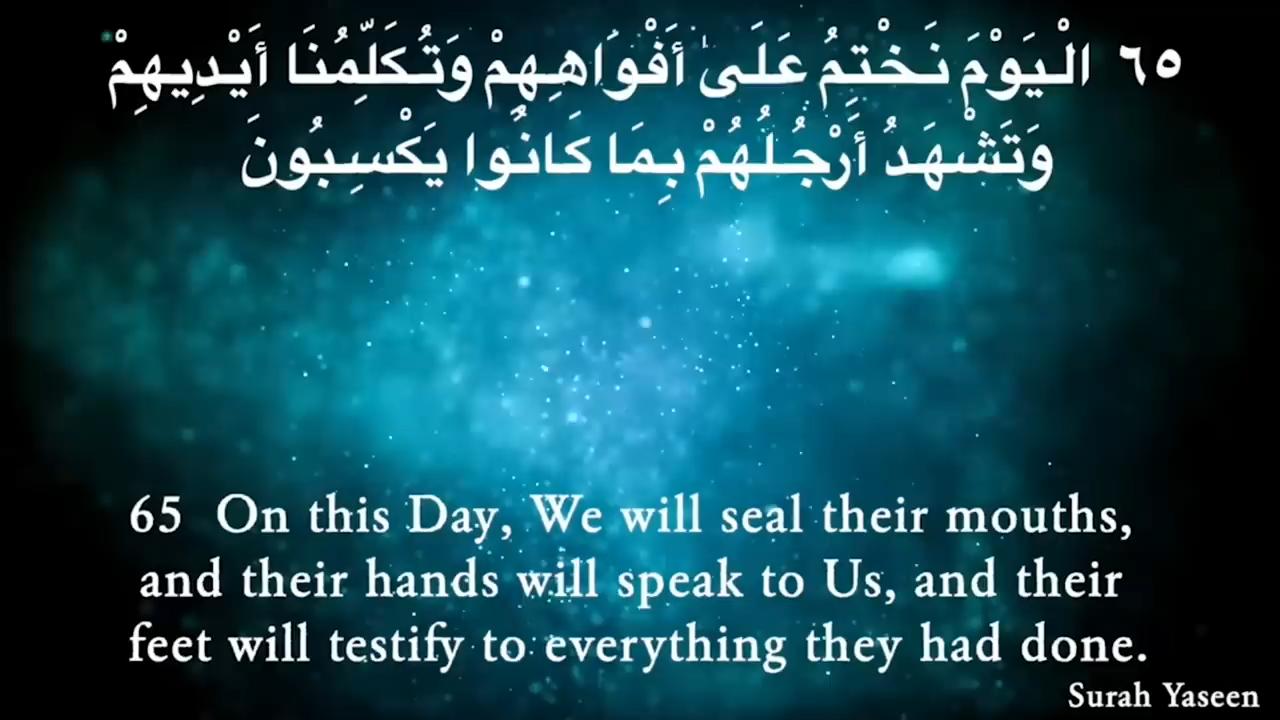 ٦٥ الْيَوْمَ نَخْتِمُ عَلَىٰ أَفْوَاهِهِمْ وَتُكَلِّمُنَا أَيْدِيهِمْ
وَتَشْهَدُ أَرْجُلُهُمْ بِمَا كَانُوا يَكْسِبُونَ
65 On this Day, We will seal their mouths,
and their hands will speak to Us, and their
feet will testify to everything they had done.
Surah Yaseen